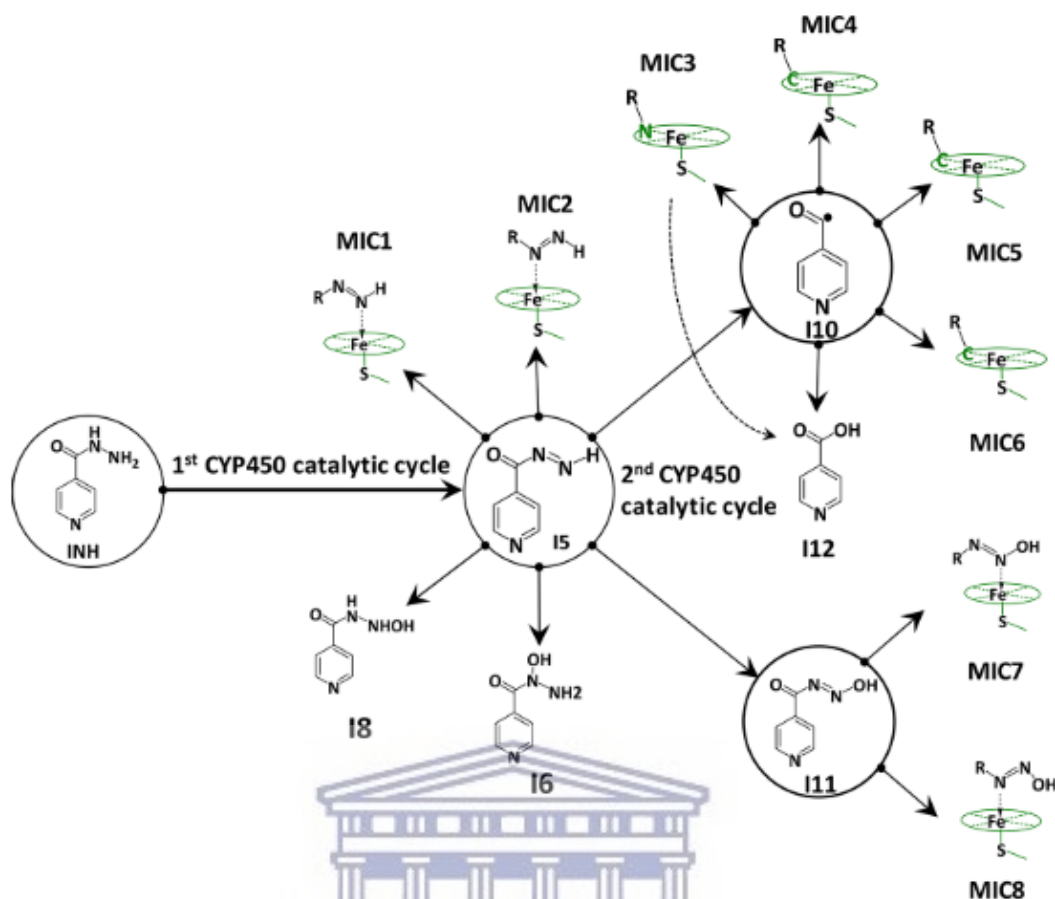 MIC4
R
C
Fe
S
MIC3
R
N
Fe
S
R
C
Fe
S
MIC5
MIC2
R
N
N
H
Fe
S
MIC1
N
H
R
N
Fe
S
O
N
I10
R
C
Fe
S
MIC6
H
O
N
NH2
N
INH
1st CYP450 catalytic cycle
O
N
N
H
N
I5
2nd CYP450
catalytic cycle
O
OH
N
I12
N
OH
R
N
Fe
S
MIC7
H
O
N
NHOH
N
I8
OH
O
N
NH2
N
I6
O
N
N
OH
N
I11
R
N
N
OH
Fe
S
MIC8